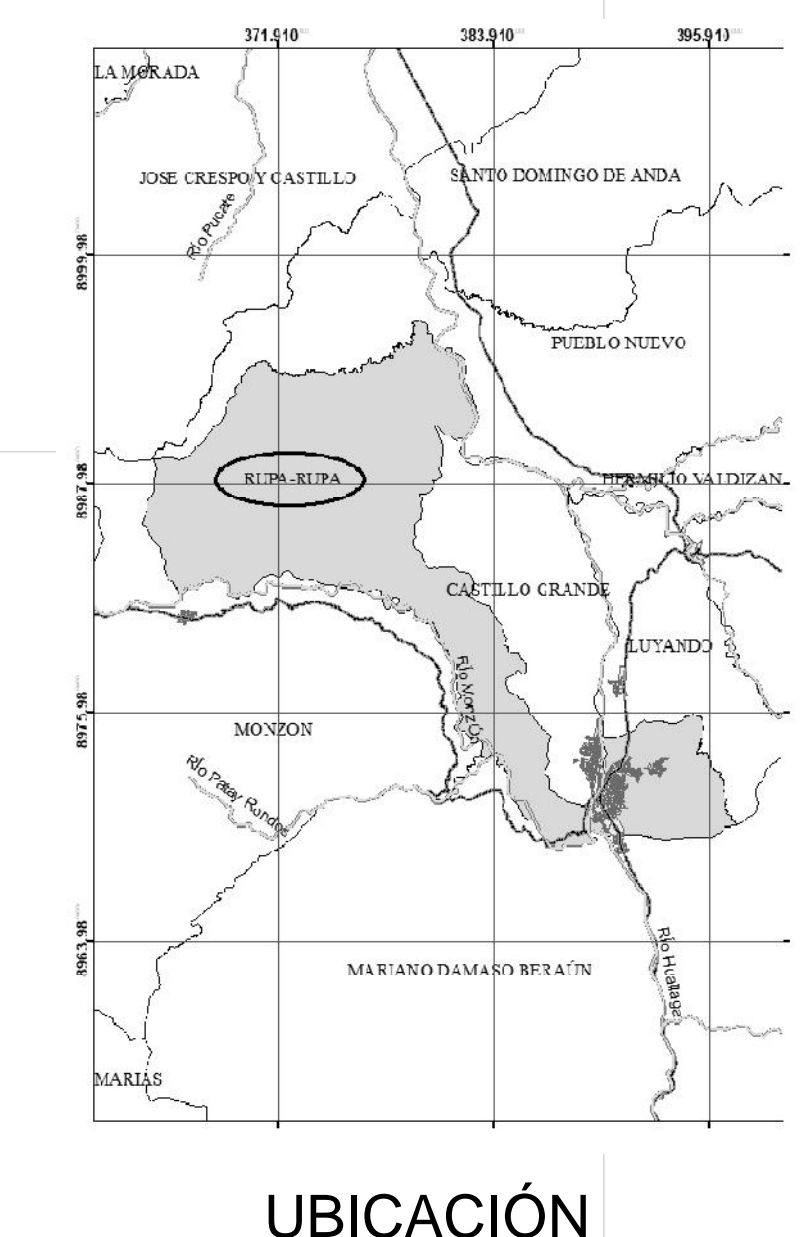 371.910 383.910 395.910
LA MORADA
JOSE CRESPO Y CASTILLO
SANTO DOMINGO DE ANDA
Río Pucate
8999.98
PUEBLO NUEVO
RUPA-RUPA
HERMILIO VALDIZAN
8987.98
CASTILLO GRANDE
LUYANDO
Río Monzón
8975.98
MONZON
Río Patay Rondos
8963.98
Río Huallaga
MARIANO DAMASO BERAÚN
MARIAS
UBICACIÓN